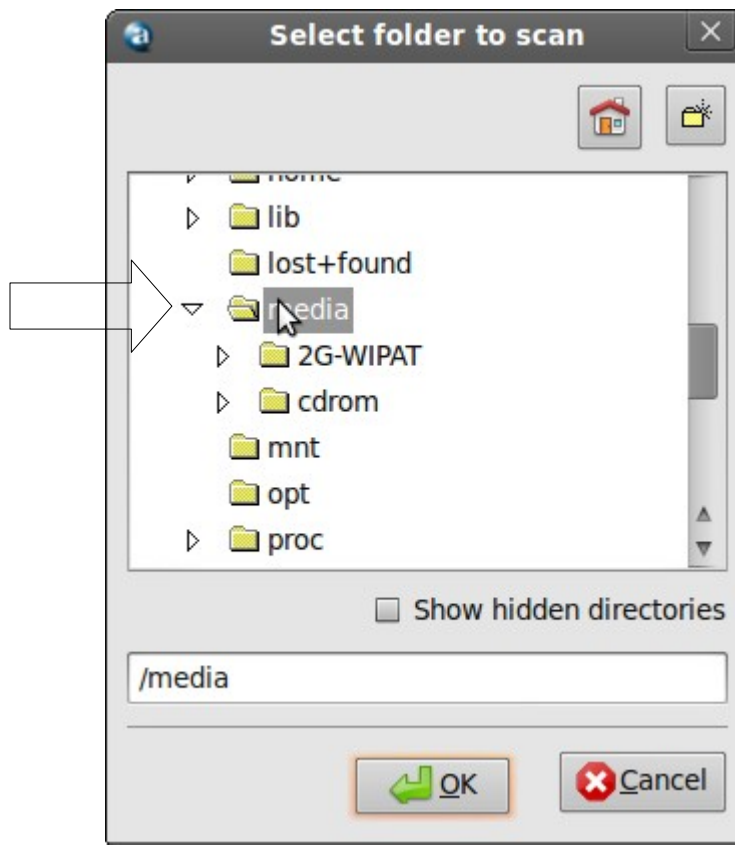 Select folder to scan
home
lib
lost+found
media
2G-WIPAT
cdrom
mnt
opt
proc
Show hidden directories
/media
OK
Cancel